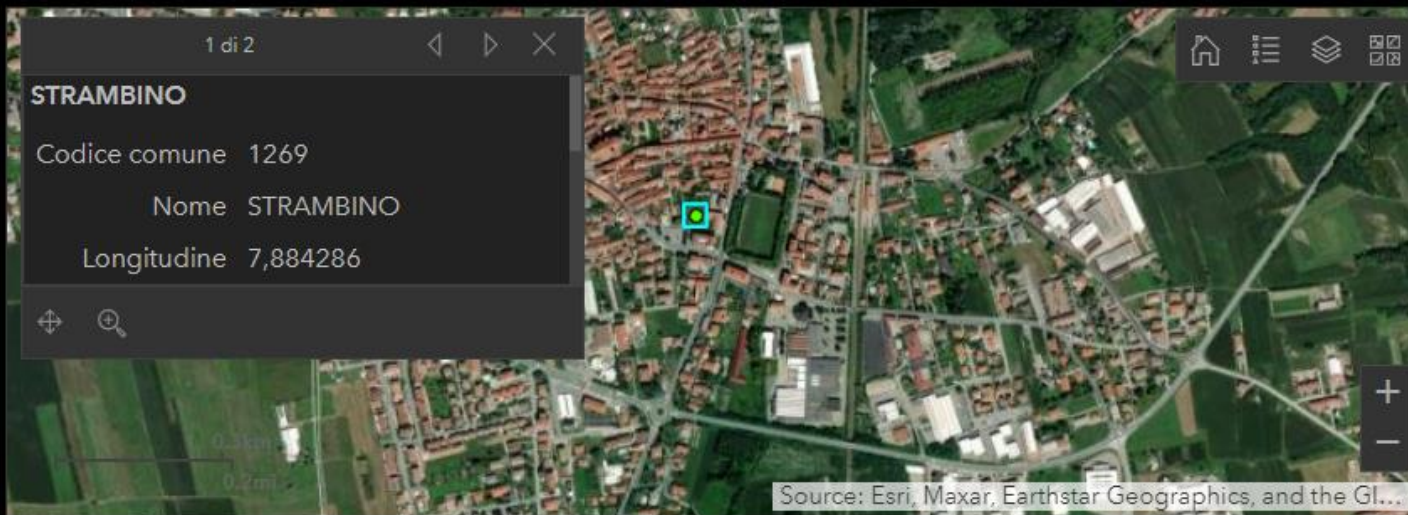 1 di 2
STRAMBINO
Codice comune 1269
Nome STRAMBINO
Longitudine 7,884286
0.3km
0.2mi
Source: Esri, Maxar, Earthstar Geographics, and the GI...